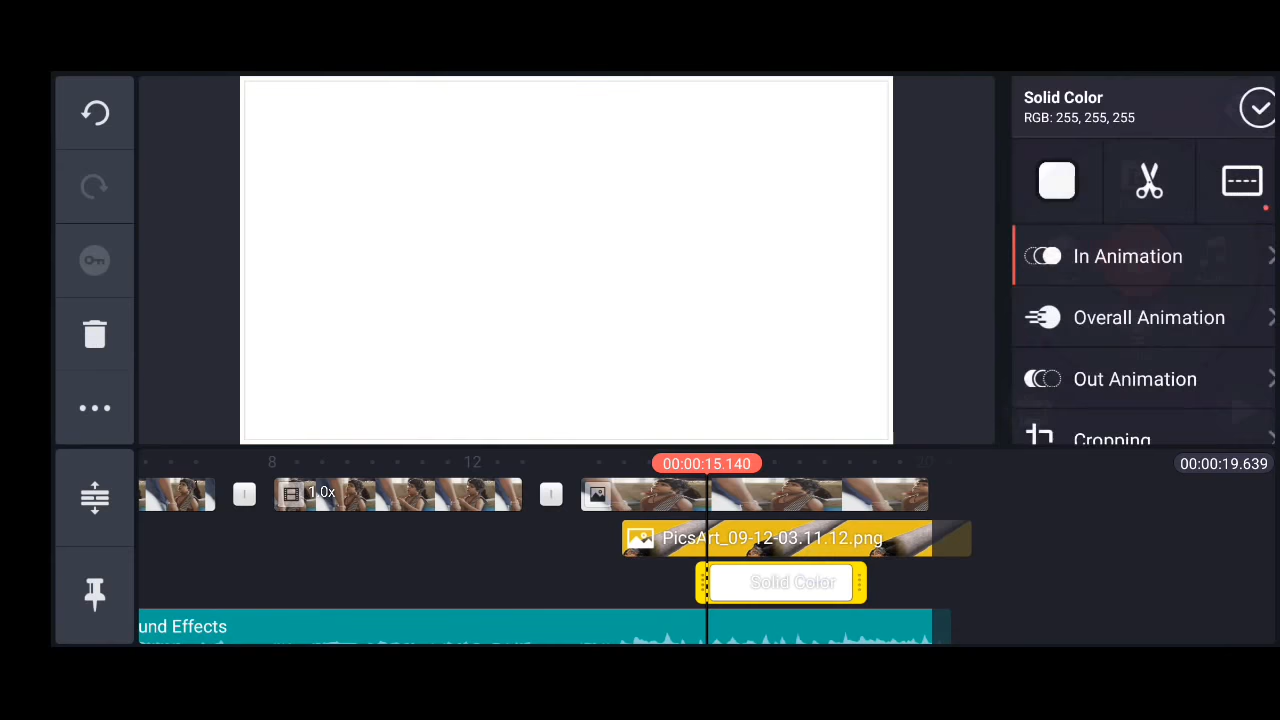 Solid Color
RGB: 255, 255, 255
In Animation
Overall Animation
Out Animation
Cropping
8
12
00:00:15.140
20
00:00:19.639
1.0x
PicsArt_09-12-03.11.12.png
Solid Color
und Effects